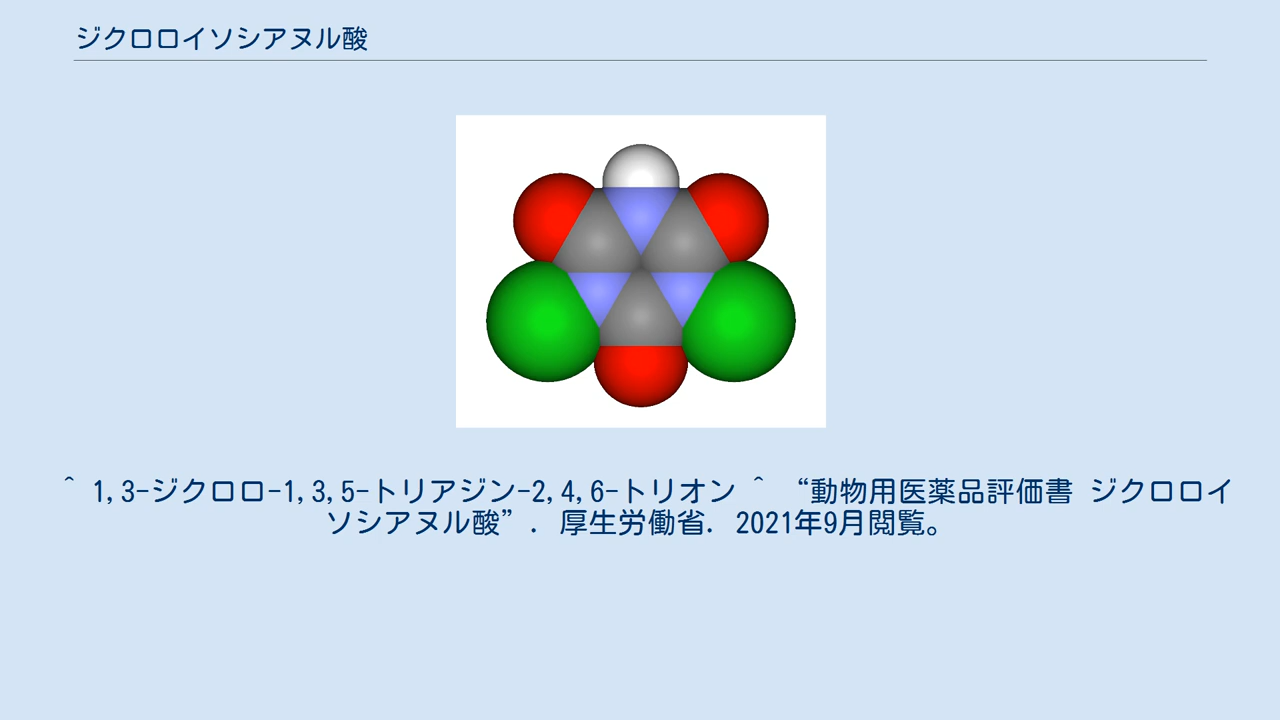 ジクロロイソシアヌル酸
^ 1,3-ジクロロ-1,3,5-トリアジン-2,4,6-トリオン ^ “動物用医薬品評価書 ジクロロイ
ソシアヌル酸”. 厚生労働省. 2021年9月閲覧。